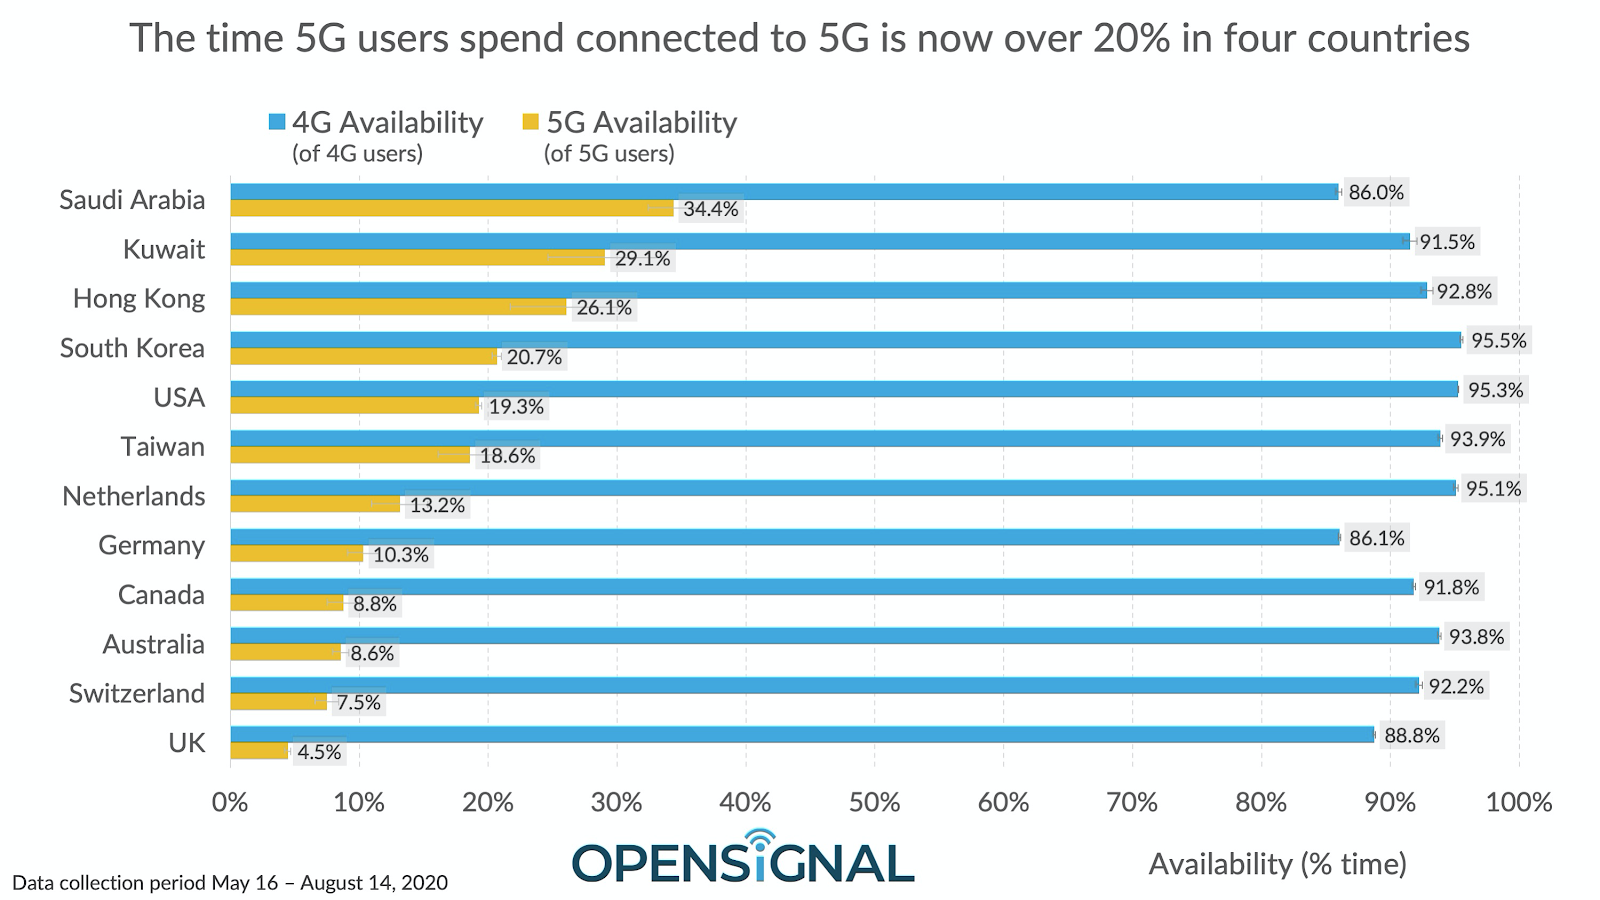 The time 5G users spend connected to 5G is now over 20% in four countries
4G Availability 5G Availability
(of 4G users) (of 5G users)
Saudi Arabia 86.0%
34.4%
Kuwait 91.5%
29.1%
Hong Kong 92.8%
26.1%
South Korea 95.5%
20.7%
USA 95.3%
19.3%
Taiwan 93.9%
18.6%
Netherlands 95.1%
13.2%
Germany 86.1%
10.3%
Canada 91.8%
8.8%
Australia 93.8%
8.6%
Switzerland 92.2%
7.5%
UK 88.8%
4.5%
0% 10% 20% 30% 40% 50% 60% 70% 80% 90% 100%
OPENSiGNAL
Availability (% time)
Data collection period May 16 – August 14, 2020